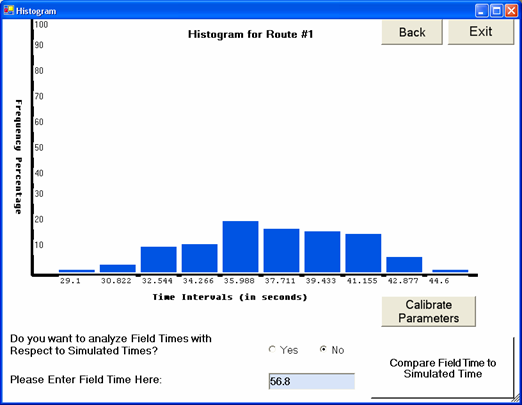 Histogram
Histogram for Route #1
Back
Exit
Frequency Percentage
100
90
80
70
60
50
40
30
20
10
29.1 30.822 32.544 34.266 35.988 37.711 39.433 41.155 42.877 44.6
Time Intervals (in seconds)
Calibrate
Parameters
Do you want to analyze Field Times with
Respect to Simulated Times?
Yes No
Compare Field Time to
Simulated Time
Please Enter Field Time Here:
56.8